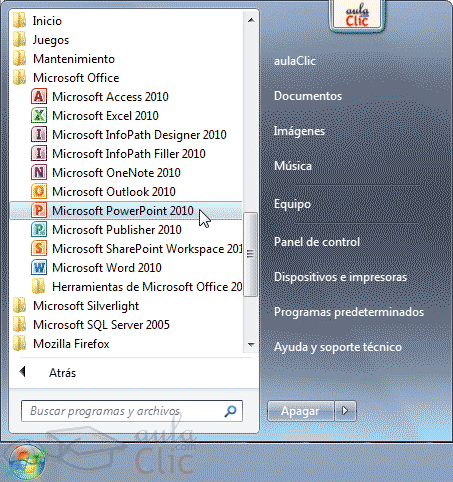 Inicio
Juegos
Mantenimiento
Microsoft Office
Microsoft Access 2010
Microsoft Excel 2010
Microsoft InfoPath Designer 2010
Microsoft InfoPath Filler 2010
Microsoft OneNote 2010
Microsoft Outlook 2010
Microsoft PowerPoint 2010
Microsoft Publisher 2010
Microsoft SharePoint Workspace 201
Microsoft Word 2010
Herramientas de Microsoft Office 20
Microsoft Silverlight
Microsoft SQL Server 2005
Mozilla Firefox
Atrás
Buscar programas y archivos
aula
Clic
aulaClic
Documentos
Imágenes
Música
Equipo
Panel de control
Dispositivos e impresoras
Programas predeterminados
Ayuda y soporte técnico
Apagar
aula
.com
Clic